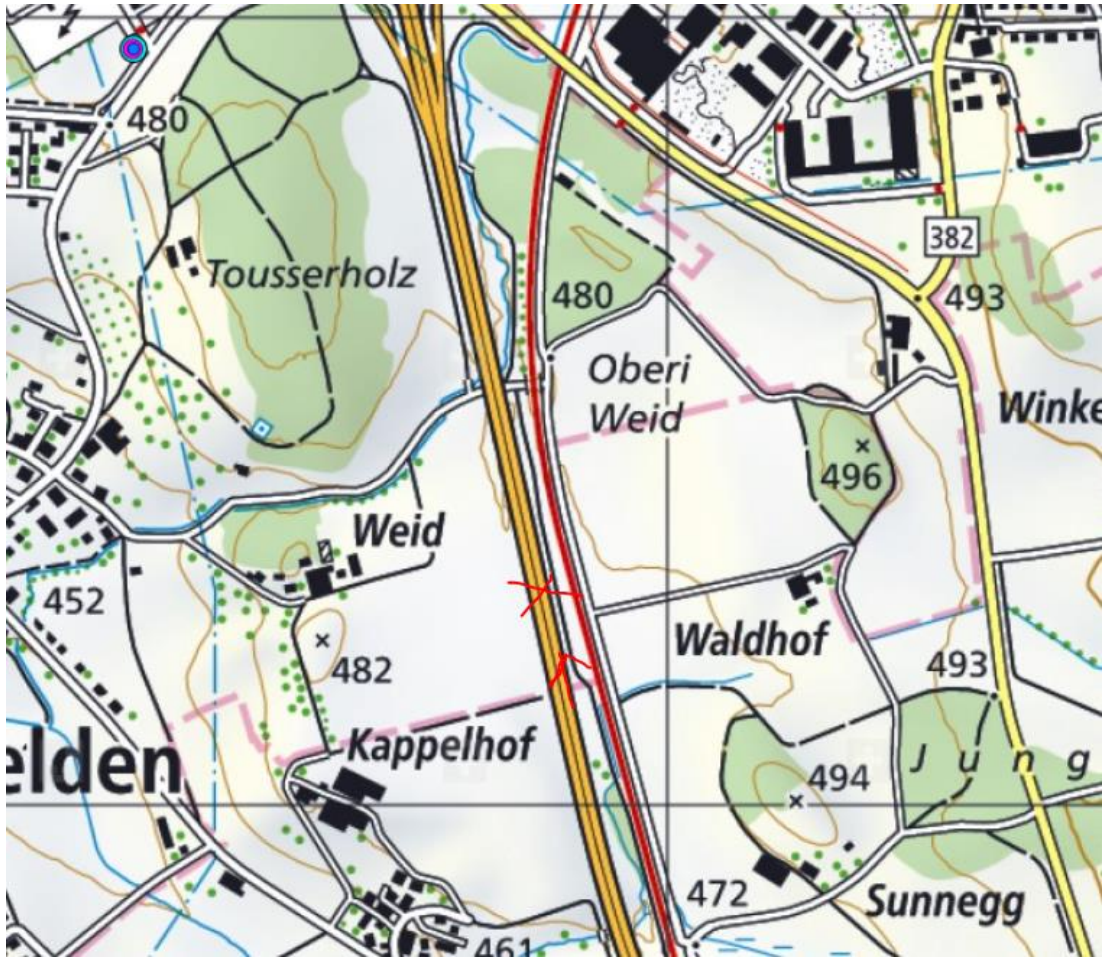 480
382
Tousserholz
480
493
Oberi
Weid
Winke
496
Weid
452
Waldhof
482
493
Kappelhof
elden
J u n g
494
472
Sunnegg
461